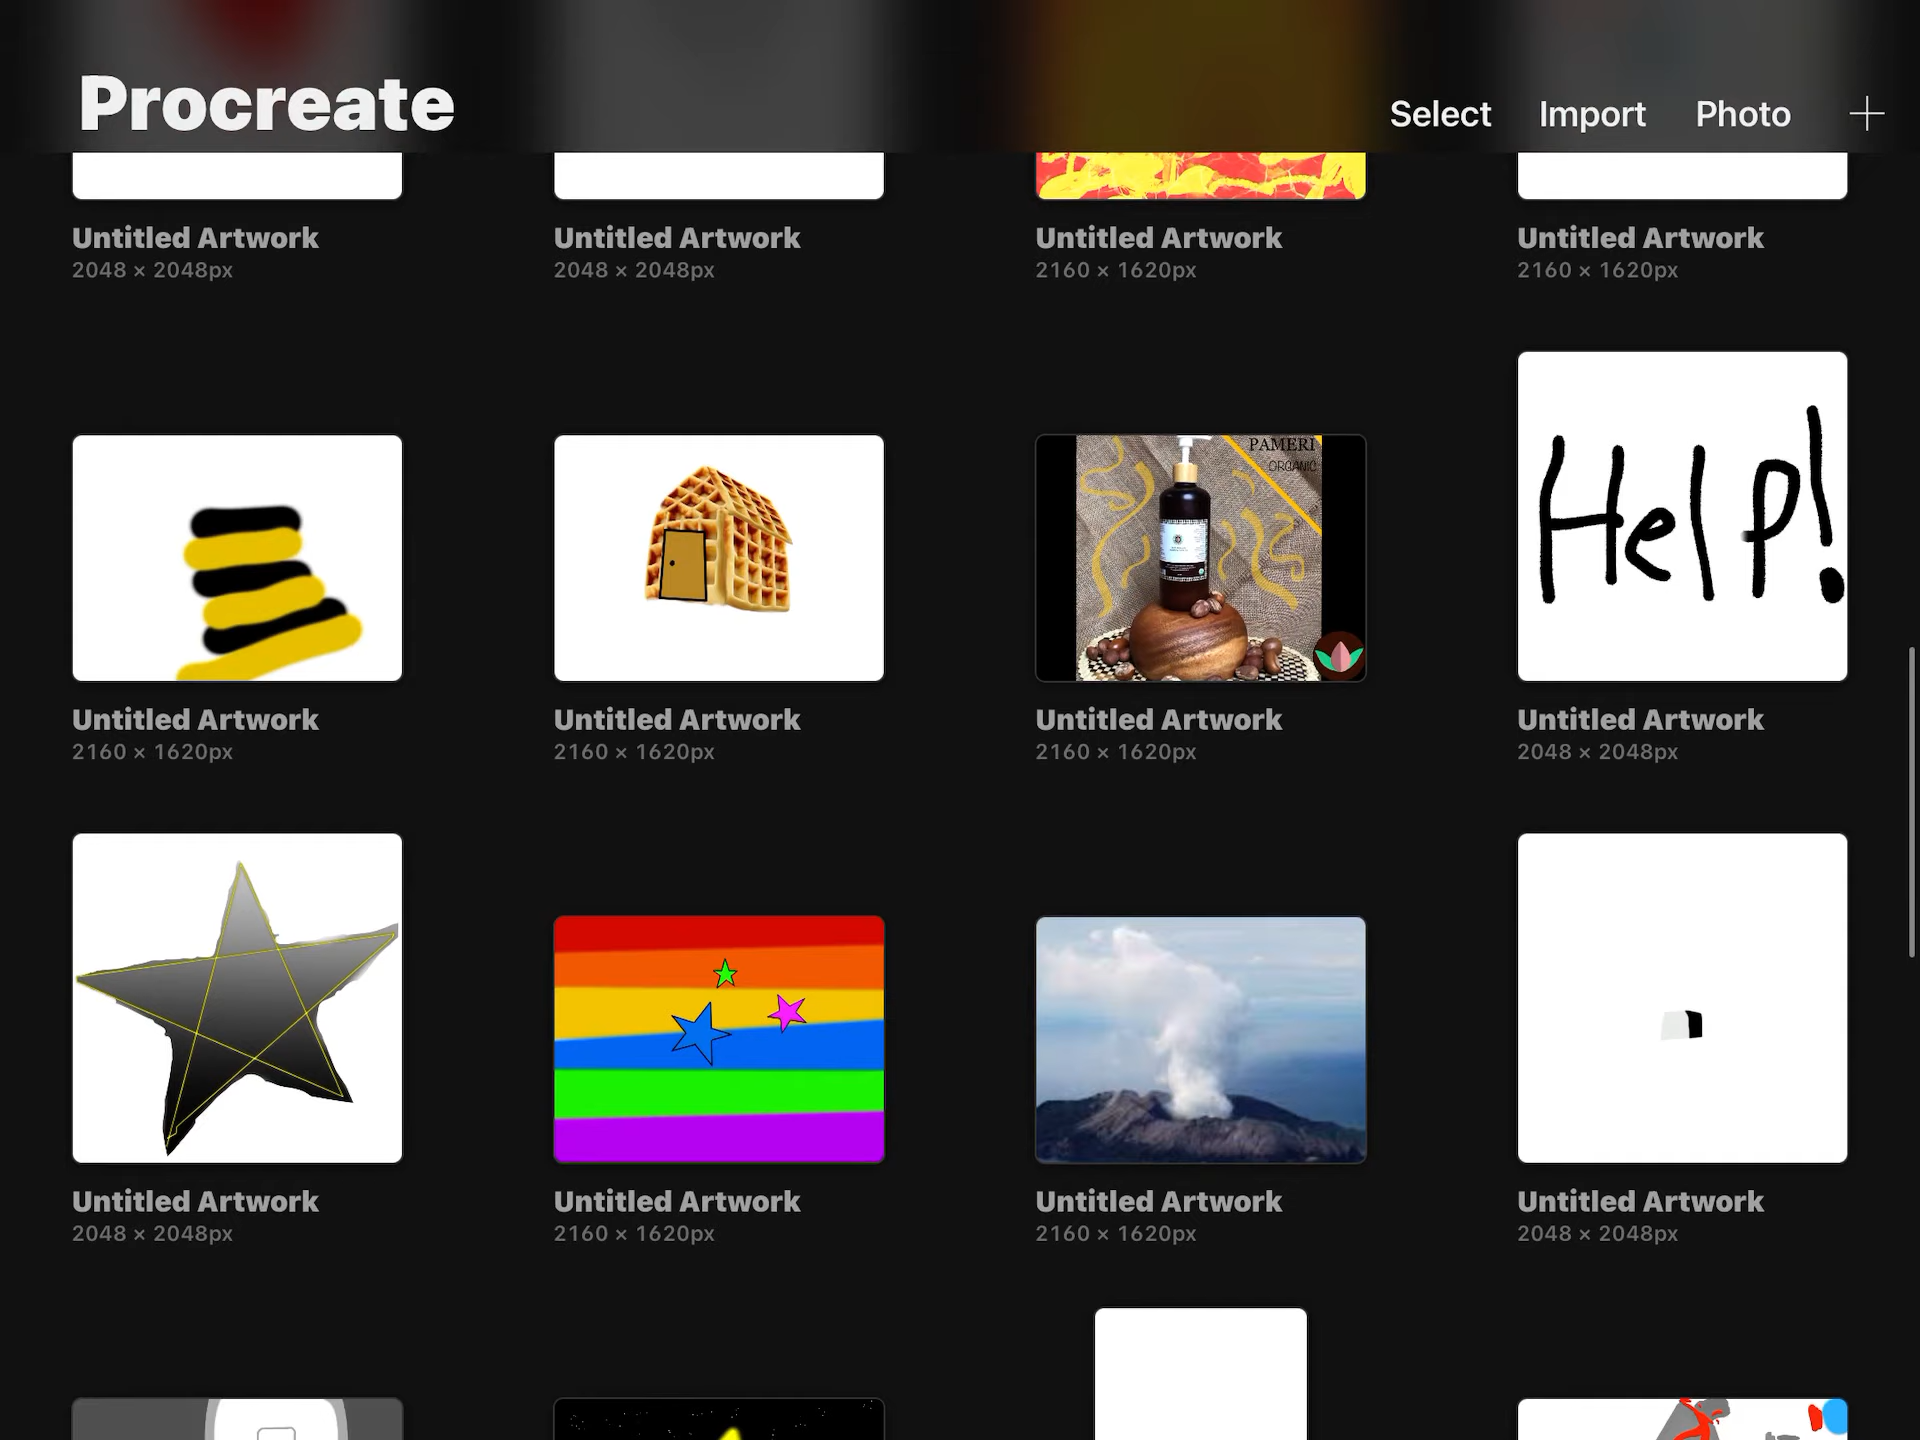 Procreate
Select Import Photo
Untitled Artwork
2048 × 2048px
Untitled Artwork
2048 × 2048px
Untitled Artwork
2160 × 1620px
Untitled Artwork
2160 × 1620px
PAMERI
ORGANIC
Help!
Untitled Artwork
2160 × 1620px
Untitled Artwork
2160 × 1620px
Untitled Artwork
2160 × 1620px
Untitled Artwork
2048 × 2048px
Untitled Artwork
2048 × 2048px
Untitled Artwork
2160 × 1620px
Untitled Artwork
2160 × 1620px
Untitled Artwork
2048 × 2048px